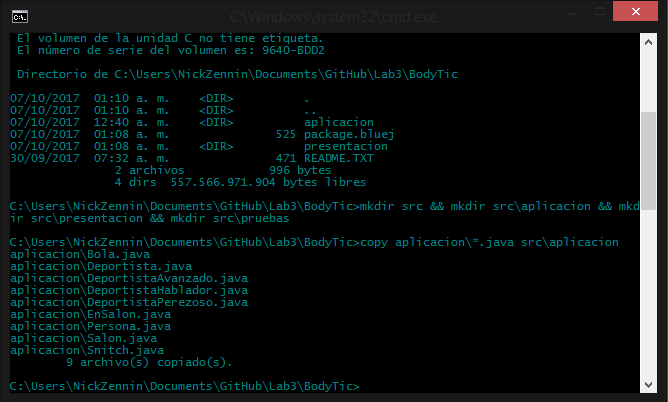 C:\Windows\system32\cmd.exe
El volumen de la unidad C no tiene etiqueta.
El número de serie del volumen es: 9640-BDD2
Directorio de C:\Users\NickZennin\Documents\GitHub\Lab3\BodyTic
07/10/2017  01:10 a. m.    <DIR>          .
07/10/2017  01:10 a. m.    <DIR>          ..
07/10/2017  12:40 a. m.    <DIR>          aplicacion
07/10/2017  01:08 a. m.               525 package.bluej
07/10/2017  01:08 a. m.    <DIR>          presentacion
30/09/2017  07:32 a. m.               471 README.TXT
2 archivos            996 bytes
4 dirs  557.566.971.904 bytes libres
C:\Users\NickZennin\Documents\GitHub\Lab3\BodyTic>mkdir src && mkdir src\aplicacion && mkd
ir src\presentacion && mkdir src\pruebas
C:\Users\NickZennin\Documents\GitHub\Lab3\BodyTic>copy aplicacion\*.java src\aplicacion
aplicacion\Bola.java
aplicacion\Deportista.java
aplicacion\DeportistaAvanzado.java
aplicacion\DeportistaHablador.java
aplicacion\DeportistaPerezoso.java
aplicacion\EnSalon.java
aplicacion\Persona.java
aplicacion\Salon.java
aplicacion\Snitch.java
9 archivo(s) copiado(s).
C:\Users\NickZennin\Documents\GitHub\Lab3\BodyTic>